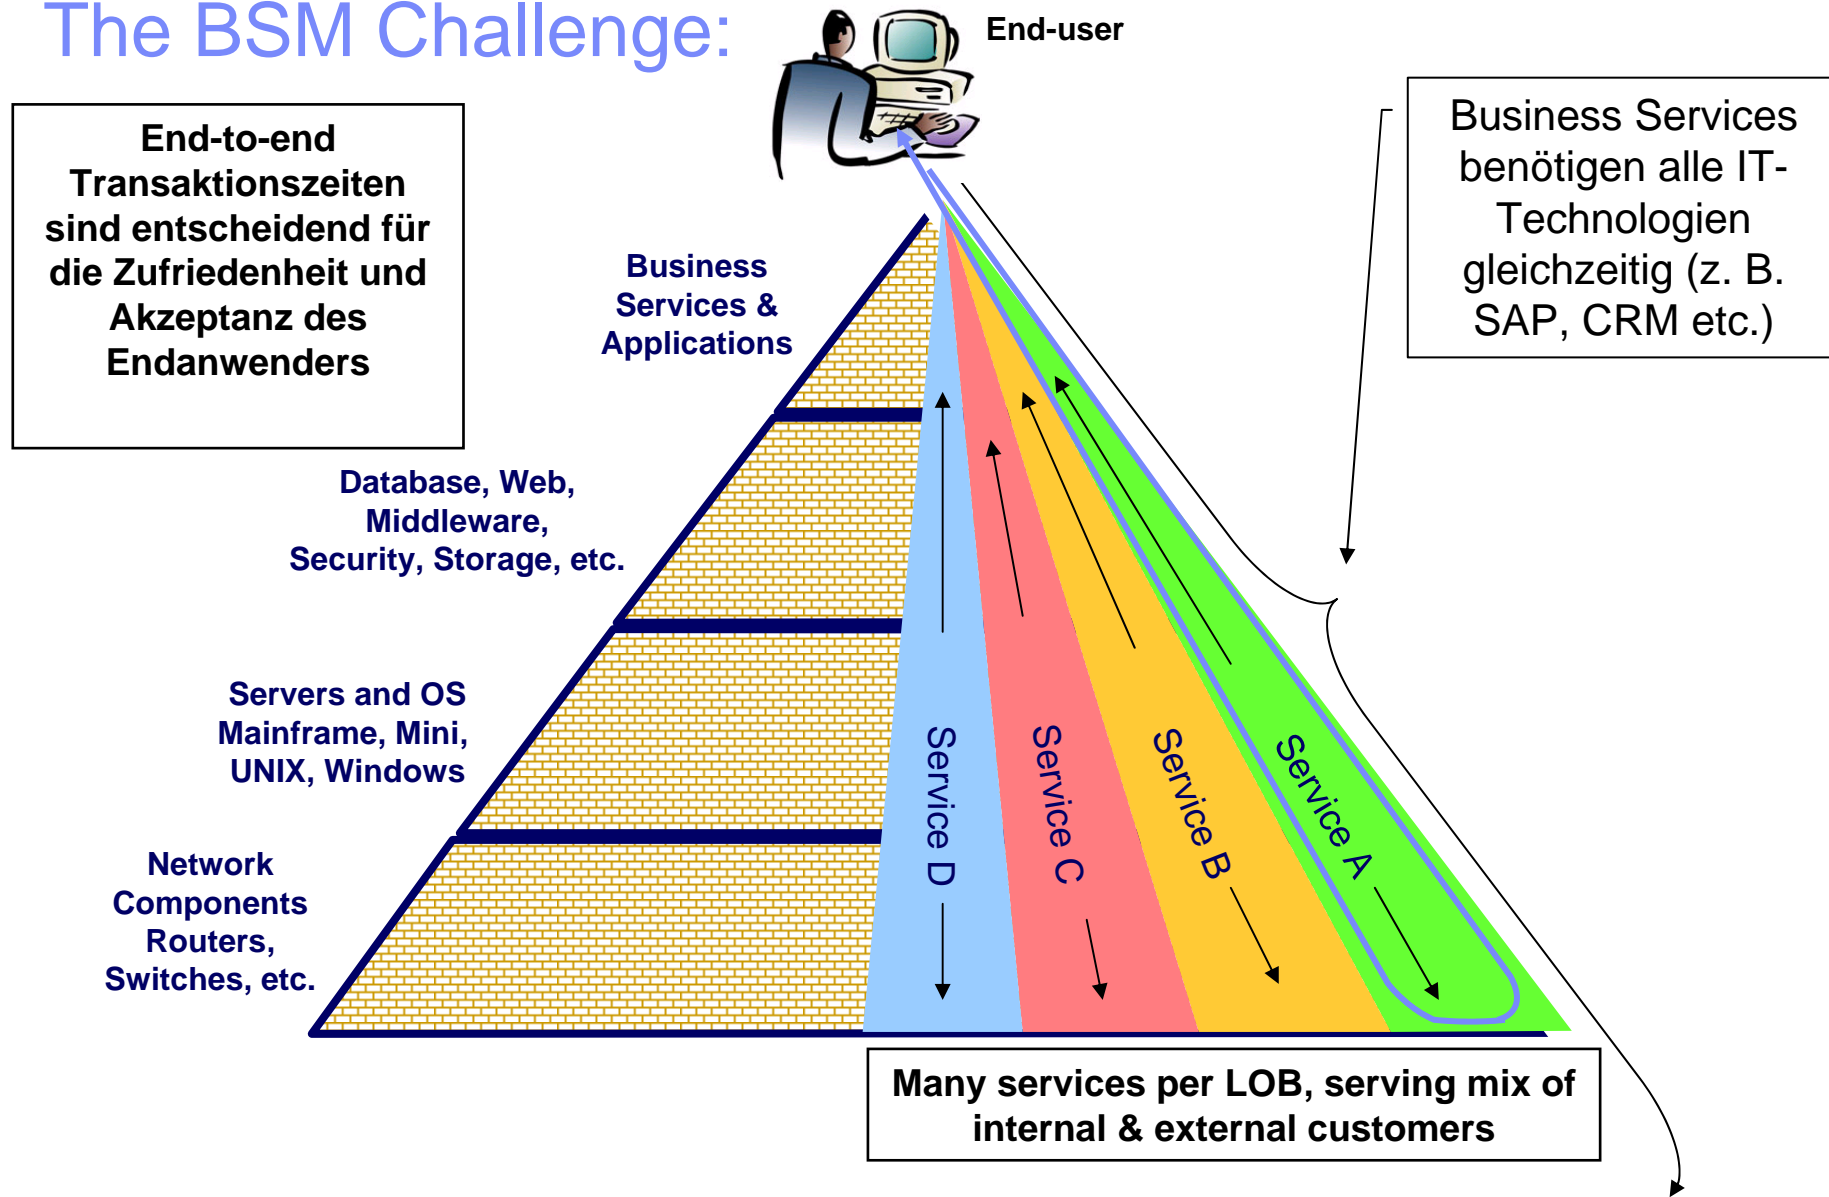 The BSM Challenge:
End-user
End-to-end
Transaktionszeiten
sind entscheidend für
die Zufriedenheit und
Akzeptanz des
Endanwenders
Business Services
benötigen alle IT-
Technologien
gleichzeitig (z. B.
SAP, CRM etc.)
Business
Services &
Applications
Database, Web,
Middleware,
Security, Storage, etc.
Servers and OS
Mainframe, Mini,
UNIX, Windows
Network
Components
Routers,
Switches, etc.
Service D
Service C
Service B
Service A
Many services per LOB, serving mix of
internal & external customers